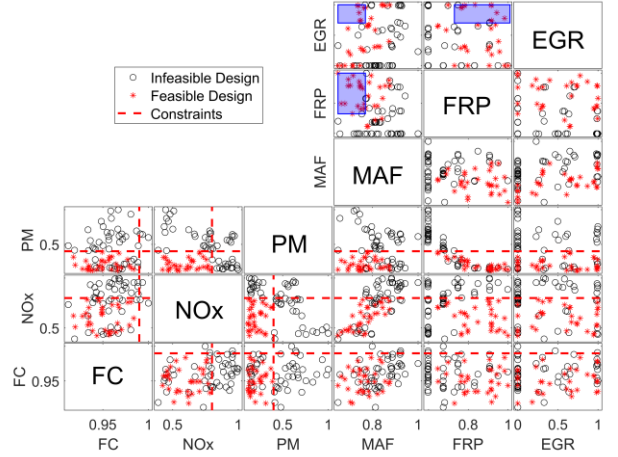 EGR
EGR
Infeasible Design
Feasible Design
Constraints
FRP
FRP
MAF
MAF
PM
0.5
PM
NOx
0.5
NOx
FC
0.95
FC
0.95 1 0.5 1 0.5 1 0.8 1 0.8 1 0 0.5 1
FC NOx PM MAF FRP EGR